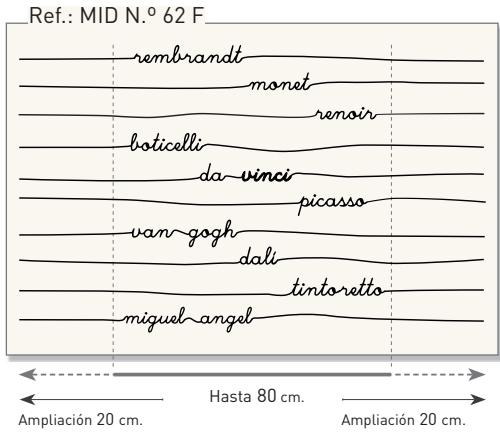 Ref.: MID N.º 62 F
rembrandt
monet
renoir
boticelli
da vinci
picasso
van gogh
dalí
tintoretto
miguel angel
Hasta 80 cm.
Ampliación 20 cm. Ampliación 20 cm.